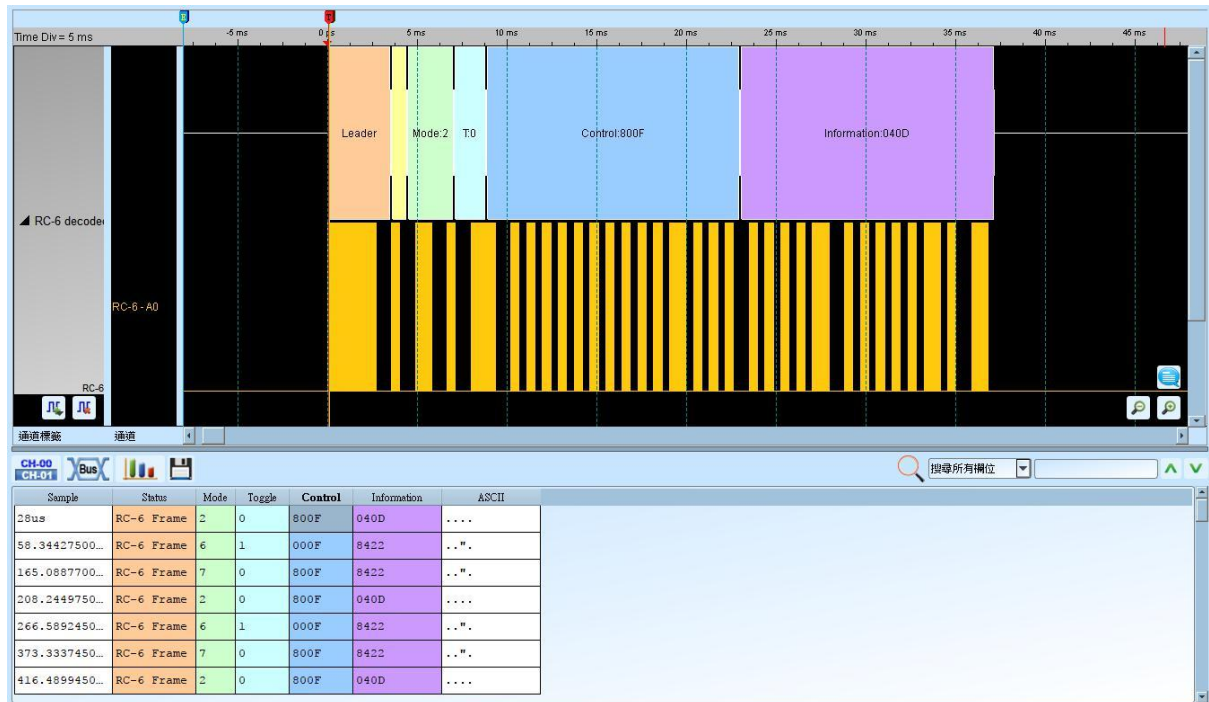 Time Div = 5 ms
-5 ms
5 ms
10 ms
15 ms
20 ms
25 ms
30 ms
35 ms
40 ms
45 ms
Leader
Mode:2
T:0
Control:800F
Information:040D
RC-6 decode
RC-6 - A0
RC-6
通道標籤 通道
CH-00
CH-01
Bus
搜尋所有欄位
Sample Status Mode Toggle Control Information ASCII
28us RC-6 Frame 2 0 800F 040D ....
58.34427500... RC-6 Frame 6 1 000F 8422 ..".
165.0887700... RC-6 Frame 7 0 800F 8422 ..".
208.2449750... RC-6 Frame 2 0 800F 040D ....
266.5892450... RC-6 Frame 6 1 000F 8422 ..".
373.3337450... RC-6 Frame 7 0 800F 8422 ..".
416.4899450... RC-6 Frame 2 0 800F 040D ....